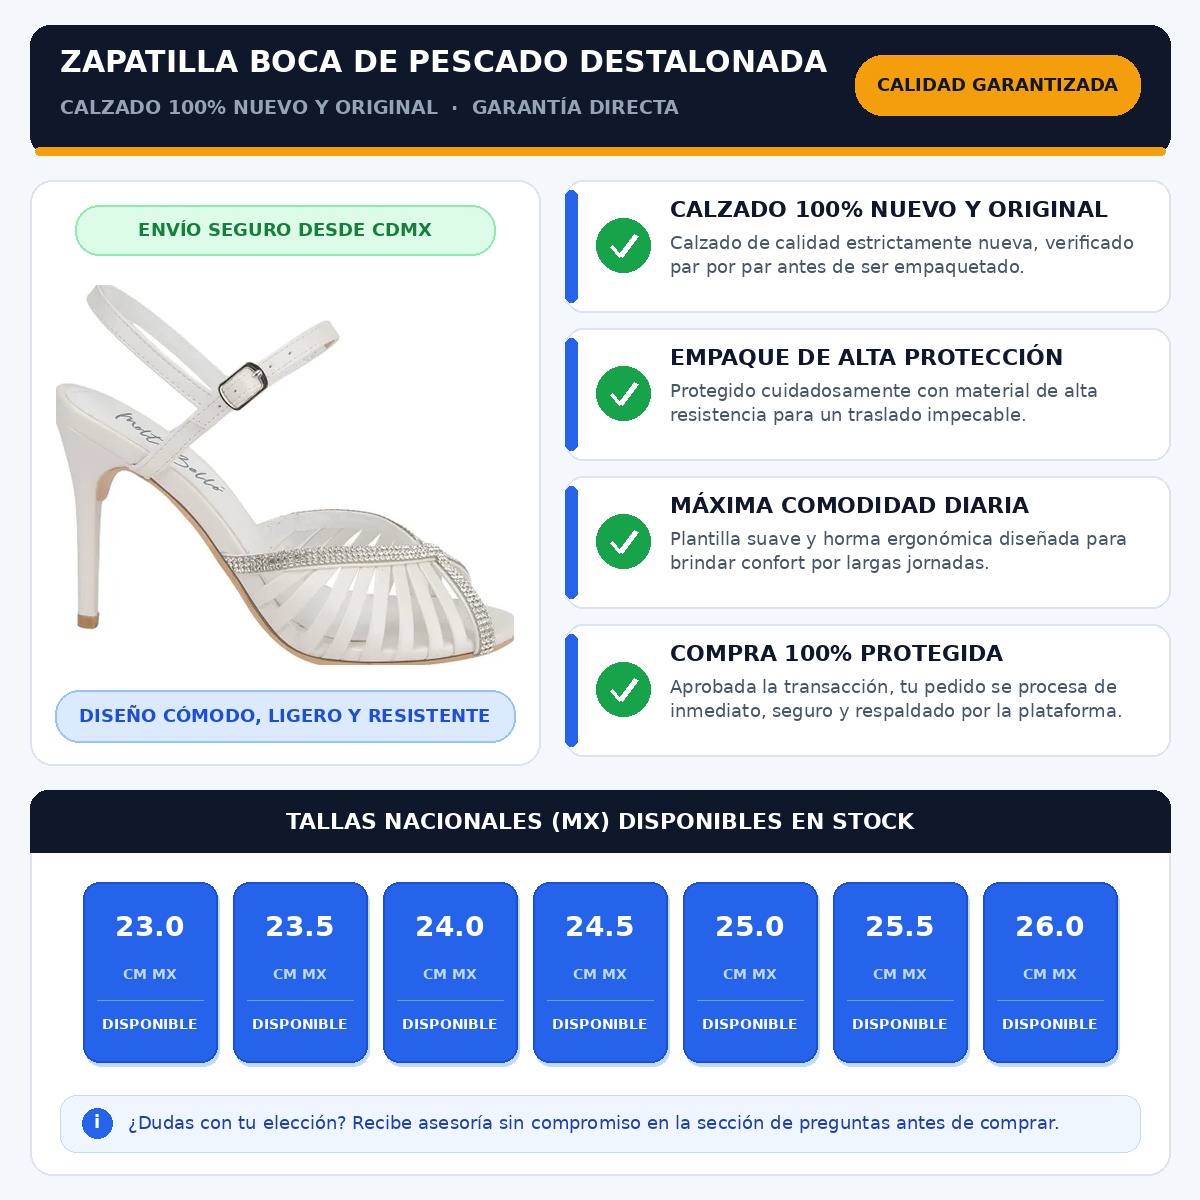 ZAPATILLA BOCA DE PESCADO DESTALONADA
CALZADO 100% NUEVO Y ORIGINAL · GARANTÍA DIRECTA
CALIDAD GARANTIZADA
ENVÍO SEGURO DESDE CDMX
Bello
DISEÑO CÓMODO, LIGERO Y RESISTENTE
CALZADO 100% NUEVO Y ORIGINAL
Calzado de calidad estrictamente nueva, verificado
par por par antes de ser empaquetado.
EMPAQUE DE ALTA PROTECCIÓN
Protegido cuidadosamente con material de alta
resistencia para un traslado impecable.
MÁXIMA COMODIDAD DIARIA
Plantilla suave y horma ergonómica diseñada para
brindar confort por largas jornadas.
COMPRA 100% PROTEGIDA
Aprobada la transacción, tu pedido se procesa de
inmediato, seguro y respaldado por la plataforma.
TALLAS NACIONALES (MX) DISPONIBLES EN STOCK
23.0
CM MX
DISPONIBLE
23.5
CM MX
DISPONIBLE
24.0
CM MX
DISPONIBLE
24.5
CM MX
DISPONIBLE
25.0
CM MX
DISPONIBLE
25.5
CM MX
DISPONIBLE
26.0
CM MX
DISPONIBLE
i ¿Dudas con tu elección? Recibe asesoría sin compromiso en la sección de preguntas antes de comprar.